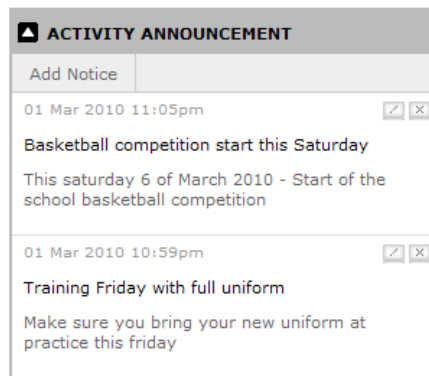 ACTIVITY ANNOUNCEMENT
Add Notice
01 Mar 2010 11:05pm
Basketball competition start this Saturday
This saturday 6 of March 2010 - Start of the
school basketball competition
01 Mar 2010 10:59pm
Training Friday with full uniform
Make sure you bring your new uniform at
practice this friday